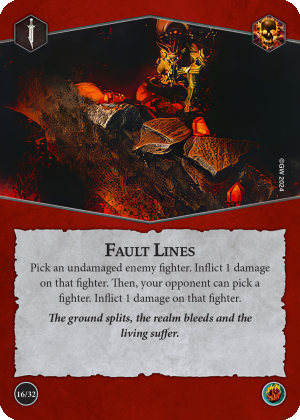 ©GW 2024
FAULT LINES
Pick an undamaged enemy fighter. Inflict 1 damage
on that fighter. Then, your opponent can pick a
fighter. Inflict 1 damage on that fighter.
The ground splits, the realm bleeds and the
living suffer.
16/32